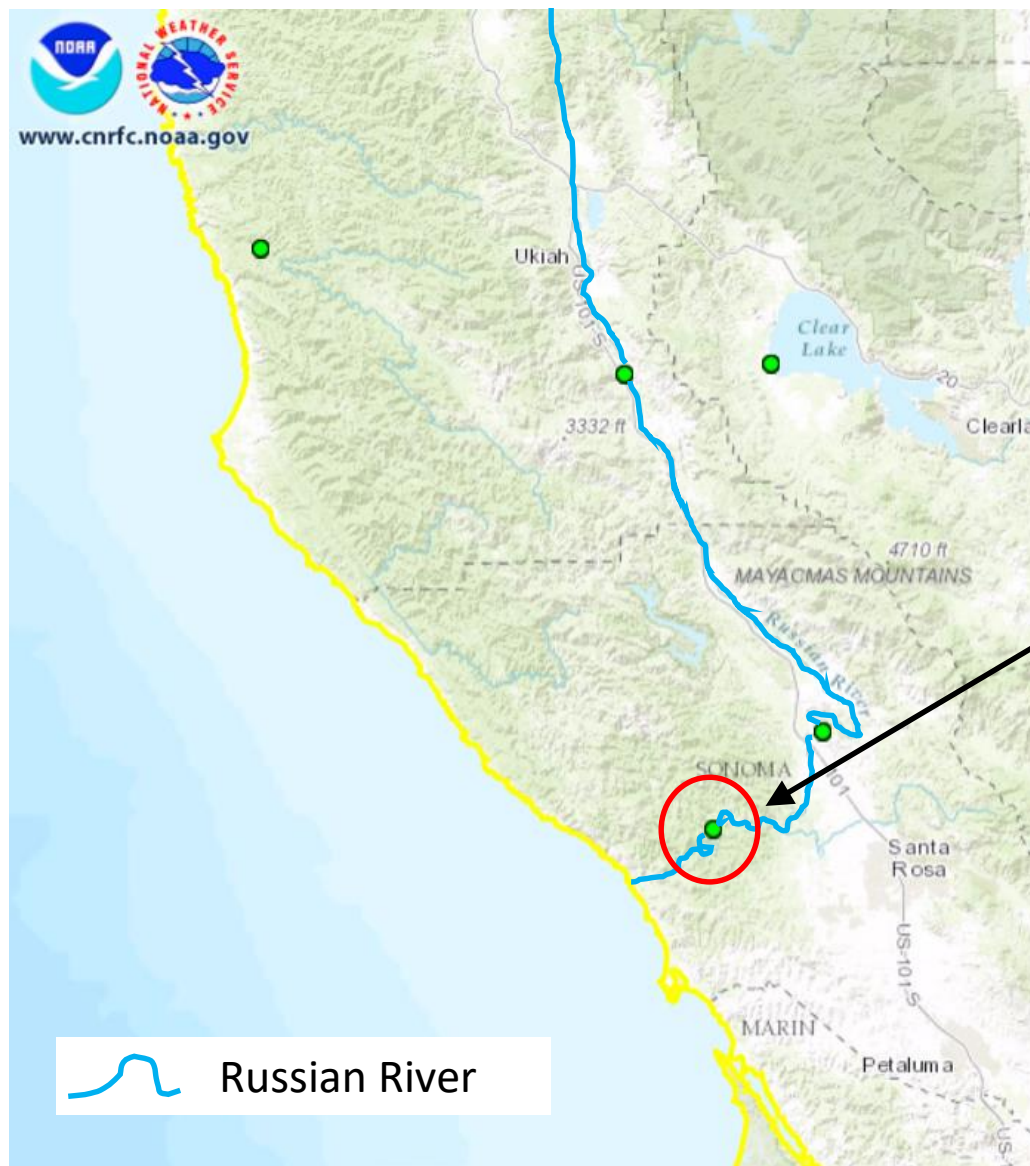 NOAA
NATIONAL WEATHER SERVICE
www.cnrfc.noaa.gov
Ukiah
US-101-S
Clear
Lake
20
3332 ft
Clearla
4710 ft
MAYACMAS MOUNTAINS
Russian River
SONOMA
101
Santa
Rosa
US-101-S
MARIN
Petaluma
US-
Russian River